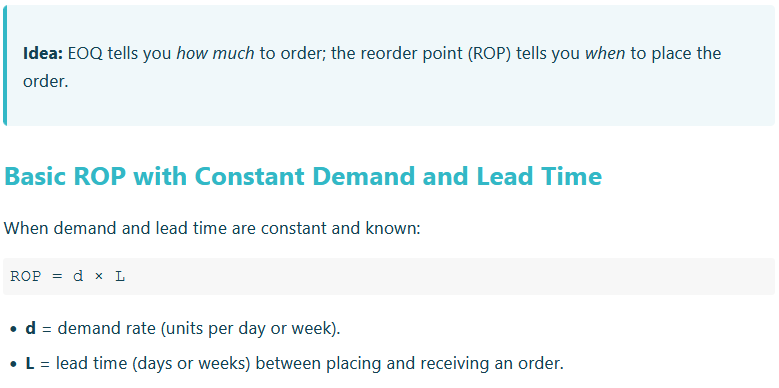 Idea: EOQ tells you how much to order; the reorder point (ROP) tells you when to place the
order.
Basic ROP with Constant Demand and Lead Time
When demand and lead time are constant and known:
ROP = d × L
• d = demand rate (units per day or week).
• L = lead time (days or weeks) between placing and receiving an order.